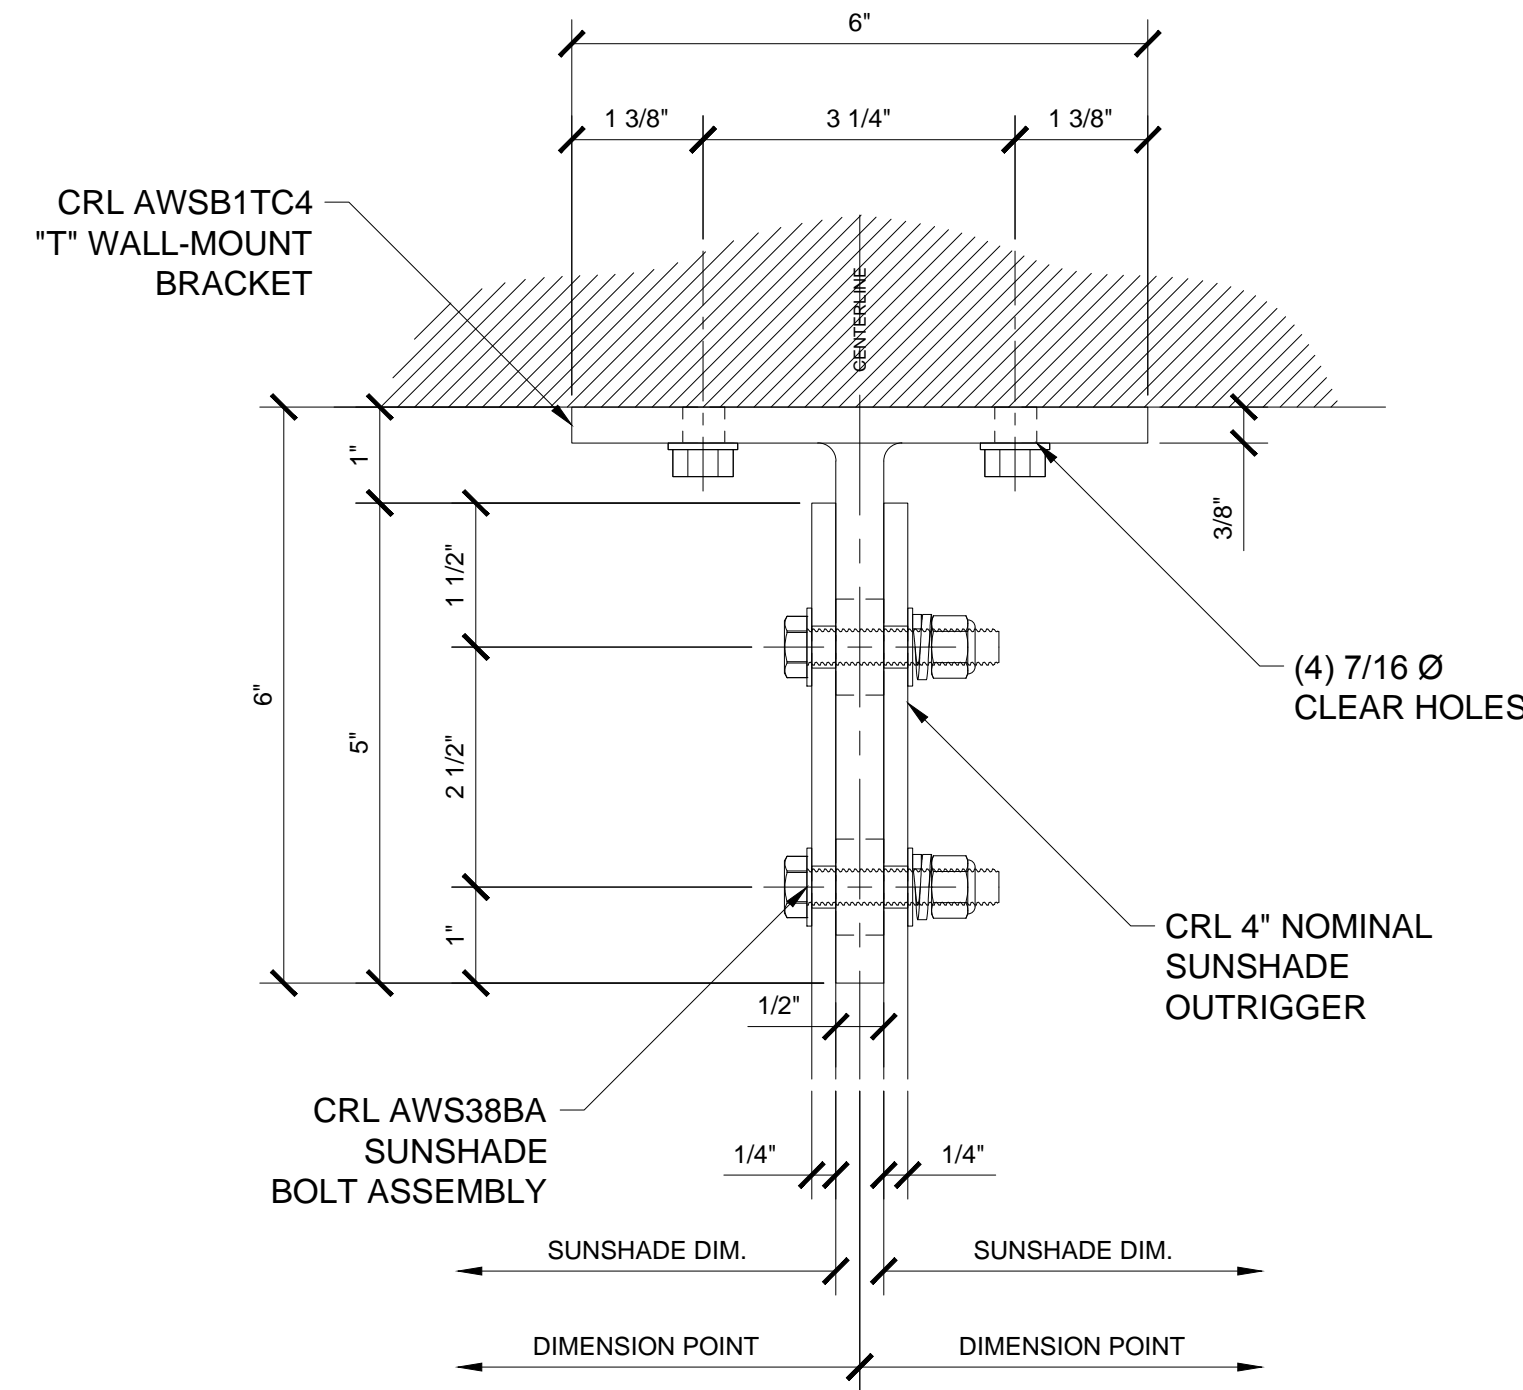 6"
1 3/8"
3 1/4"
1 3/8"
CRL AWSB1TC4
"T" WALL-MOUNT
BRACKET
CENTERLINE
1"
3/8"
1 1/2"
(4) 7/16 Ø
CLEAR HOLES
6"
5"
2 1/2"
1"
CRL 4" NOMINAL
SUNSHADE
OUTRIGGER
1/2"
CRL AWS38BA
SUNSHADE
BOLT ASSEMBLY
1/4"
1/4"
SUNSHADE DIM.
SUNSHADE DIM.
DIMENSION POINT
DIMENSION POINT